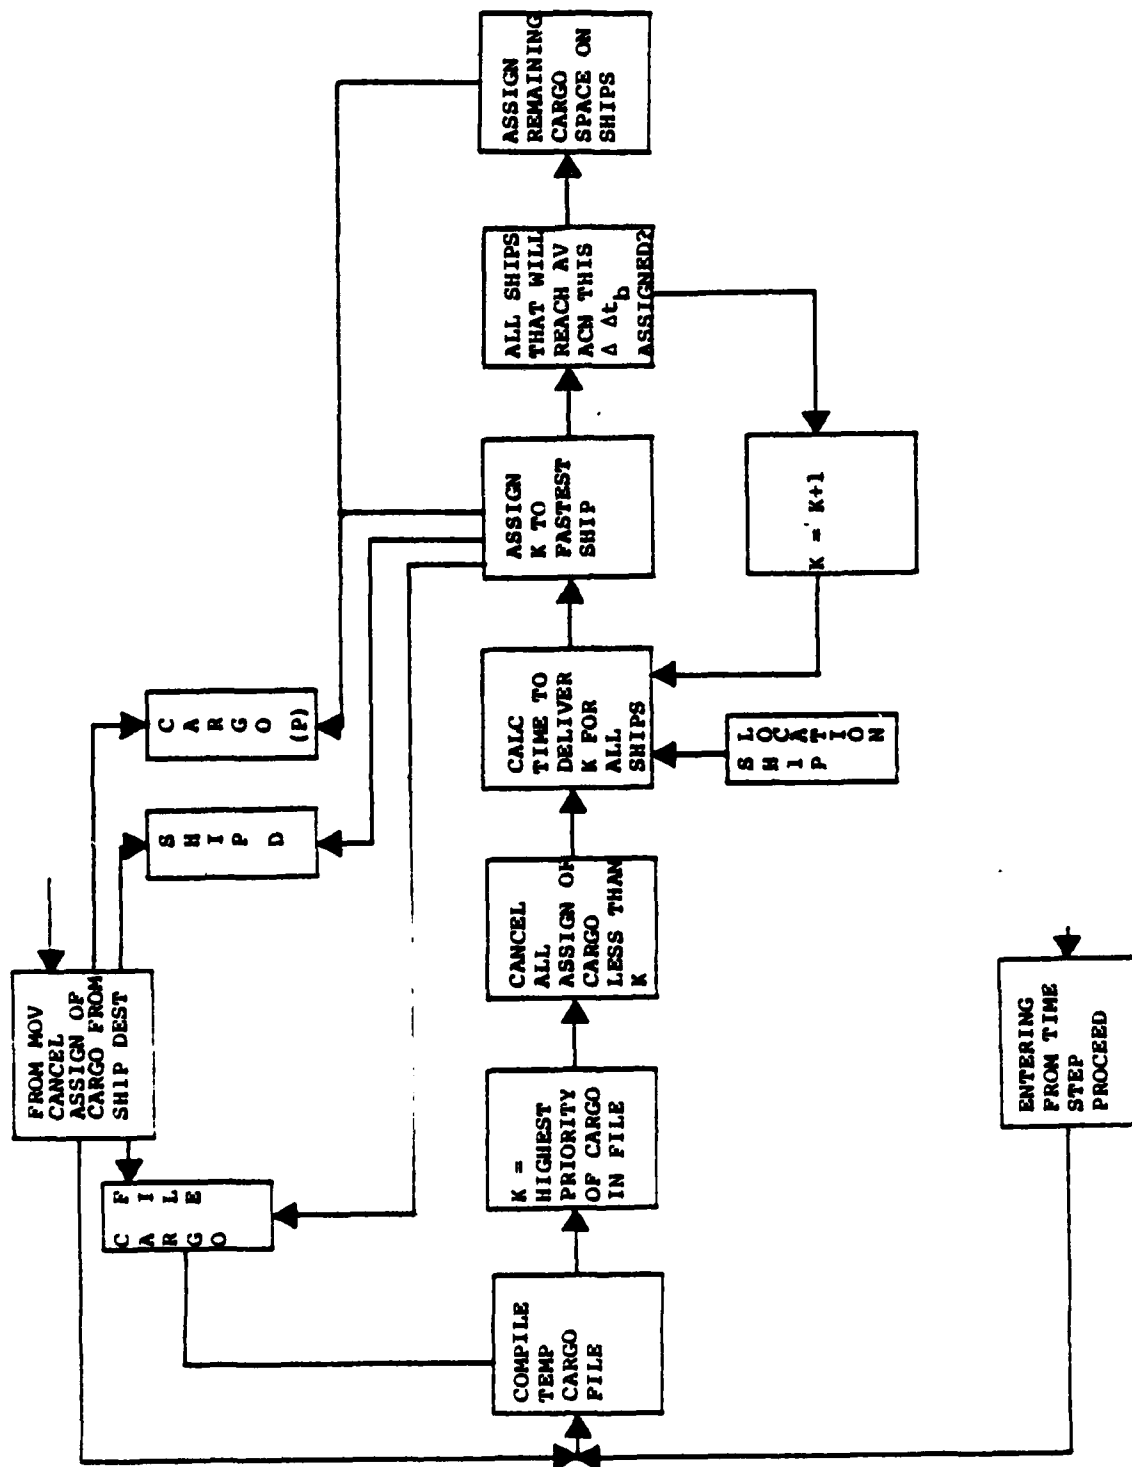 FROM MOV
CANCEL
ASSIGN OF
CARGO FROM
SHIP DEST
CARGO
FILE
SHIP D
CARGO
(P)
COMPILE
TEMP
CARGO
FILE
K =
HIGHEST
PRIORITY
OF CARGO
IN FILE
CANCEL
ALL
ASSIGN OF
CARGO
LESS THAN
K
CALC
TIME TO
DELIVER
K FOR
ALL
SHIPS
ASSIGN
K TO
FASTEST
SHIP
ALL SHIPS
THAT WILL
REACH AV
ACN THIS
Δ Δt_b
ASSIGNED?
ASSIGN
REMAINING
CARGO
SPACE ON
SHIPS
SHIP
LOCATION
K = K+1
ENTERING
FROM TIME
STEP
PROCEED